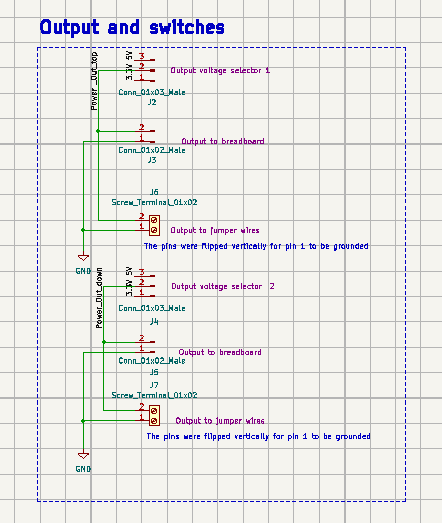 Output and switches
5V
3.3V
3
2
1
Output voltage selector 1
Power_Out_top
Conn_01x03_Male
J2
2
1
Output to breadboard
Conn_01x02_Male
J3
J6
Screw_Terminal_01x02
2
1
Output to jumper wires
The pins were flipped vertically for pin 1 to be grounded
GND
5V
3.3V
3
2
1
Output voltage selector 2
Power_Out_down
Conn_01x03_Male
J4
2
1
Output to breadboard
Conn_01x02_Male
J5
J7
Screw_Terminal_01x02
2
1
Output to jumper wires
The pins were flipped vertically for pin 1 to be grounded
GND